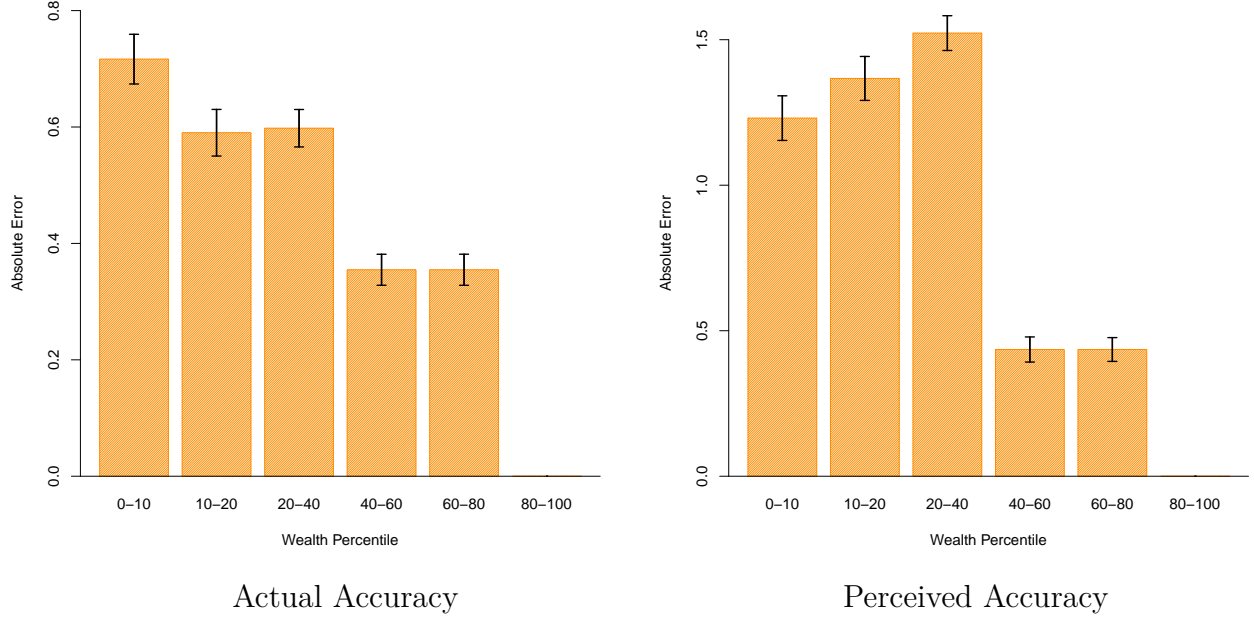 Absolute Error
0.0
0.2
0.4
0.6
0.8
0–10 10–20 20–40 40–60 60–80 80–100
Wealth Percentile
Actual Accuracy
Absolute Error
0.0
0.5
1.0
1.5
0–10 10–20 20–40 40–60 60–80 80–100
Wealth Percentile
Perceived Accuracy